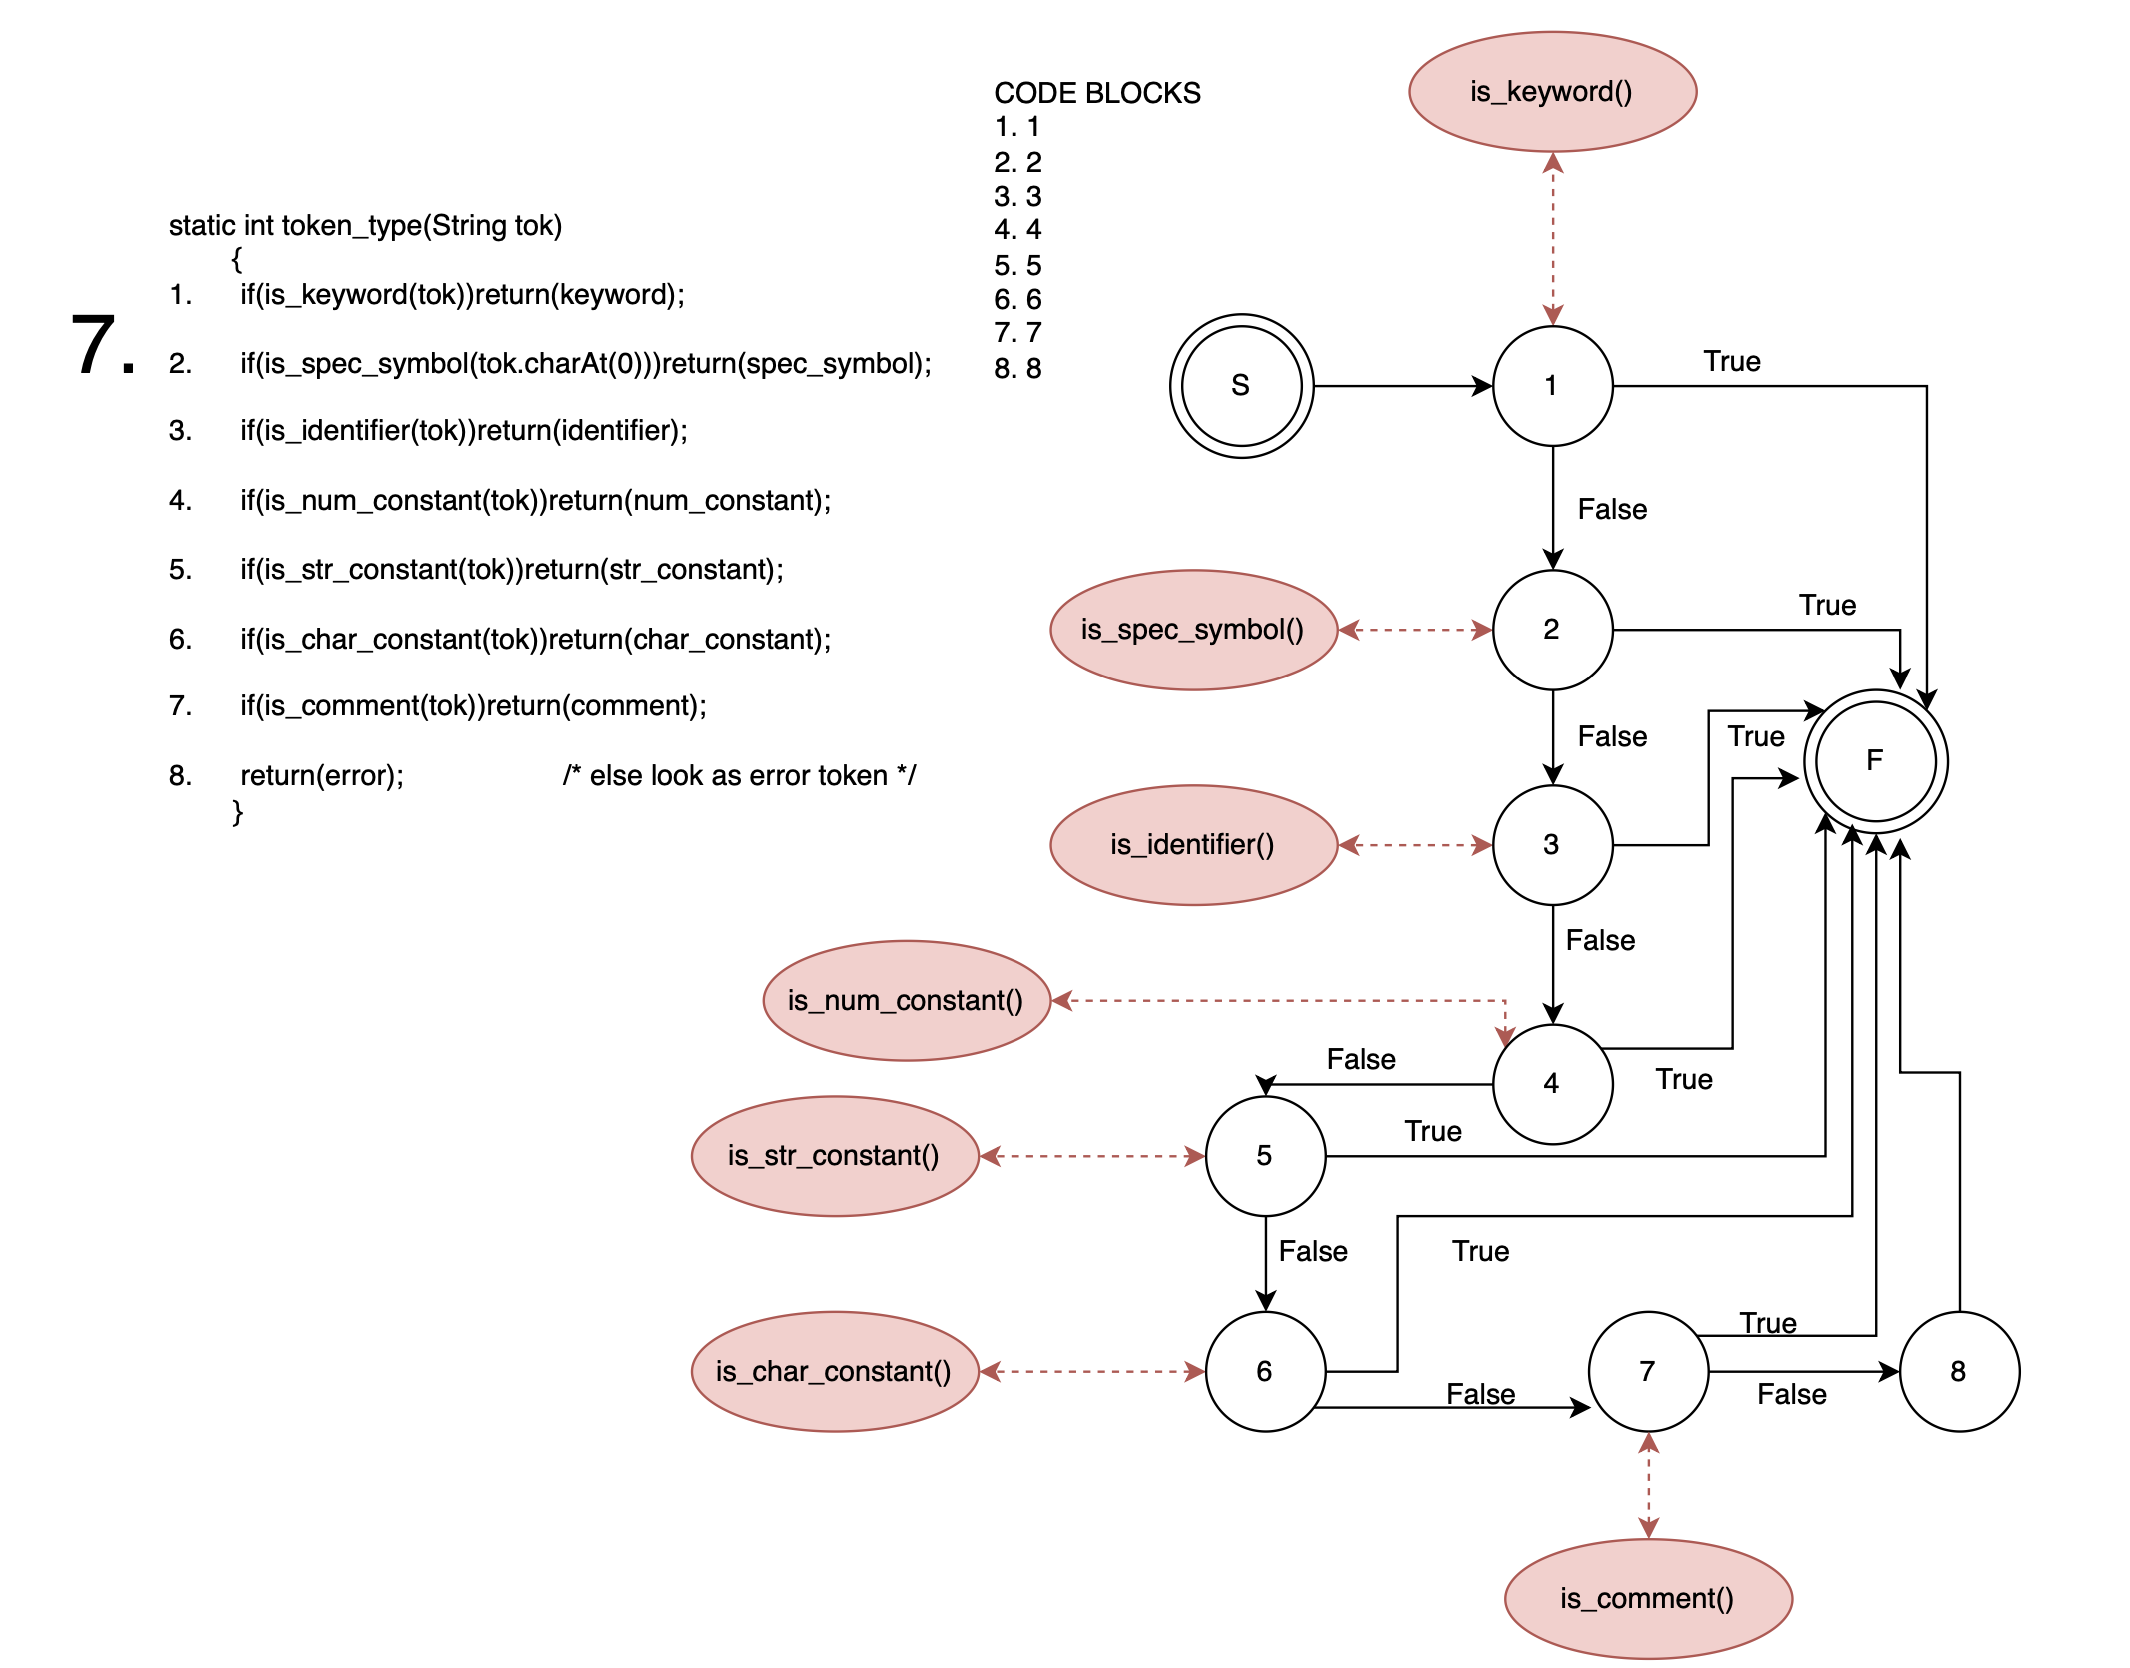 7.
static int token_type(String tok)
{
1. if(is_keyword(tok))return(keyword);
2. if(is_spec_symbol(tok.charAt(0)))return(spec_symbol);
3. if(is_identifier(tok))return(identifier);
4. if(is_num_constant(tok))return(num_constant);
5. if(is_str_constant(tok))return(str_constant);
6. if(is_char_constant(tok))return(char_constant);
7. if(is_comment(tok))return(comment);
8. return(error); /* else look as error token */
}
CODE BLOCKS
1. 1
2. 2
3. 3
4. 4
5. 5
6. 6
7. 7
8. 8
is_keyword()
S
1
True
False
is_spec_symbol()
2
True
False
True
F
is_identifier()
3
False
is_num_constant()
False
4
True
is_str_constant()
5
True
False
True
is_char_constant()
6
False
7
True
False
8
is_comment()